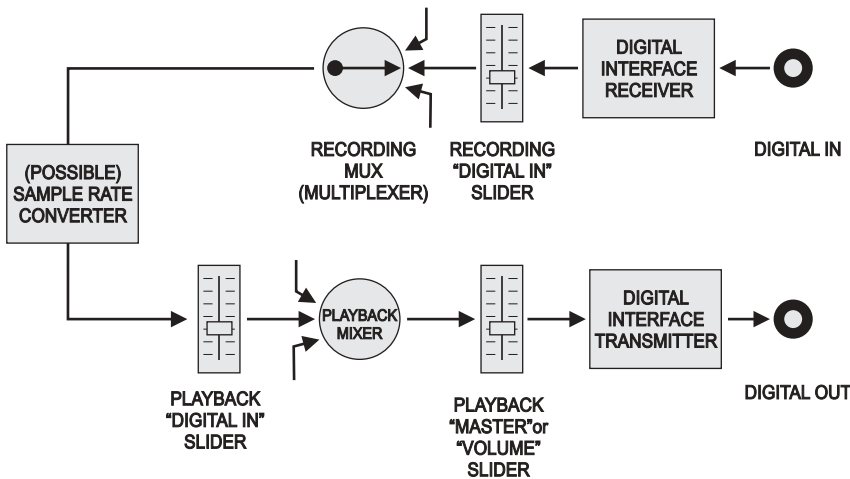 DIGITAL
INTERFACE
RECEIVER
DIGITAL IN
RECORDING
MUX
(MULTIPLEXER)
RECORDING
“DIGITAL IN”
SLIDER
(POSSIBLE)
SAMPLE RATE
CONVERTER
PLAYBACK
“DIGITAL IN”
SLIDER
PLAYBACK
MIXER
PLAYBACK
“MASTER”or
“VOLUME”
SLIDER
DIGITAL
INTERFACE
TRANSMITTER
DIGITAL OUT